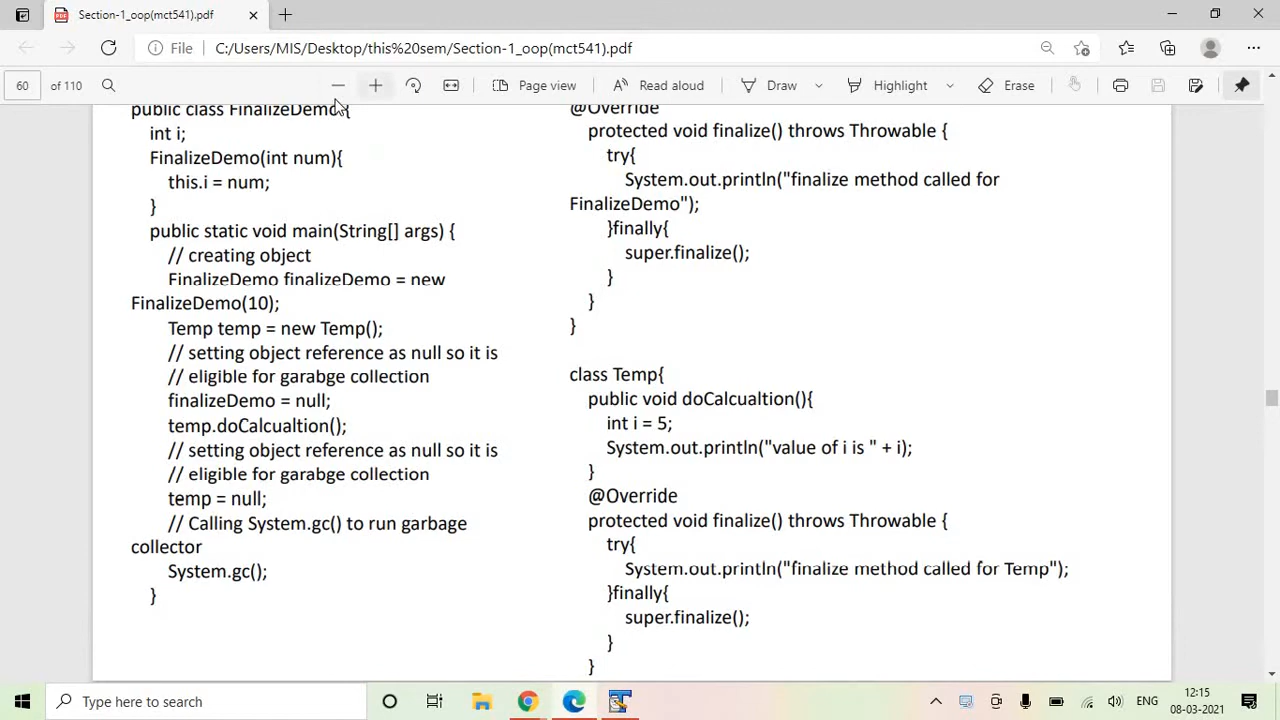 Section-1_oop(mct541).pdf
File C:/Users/MIS/Desktop/this%20sem/Section-1_oop(mct541).pdf
60 of 110 Page view Read aloud Draw Highlight Erase
public class FinalizeDemo {
int i;
FinalizeDemo(int num){
this.i = num;
}
public static void main(String[] args) {
// creating object
FinalizeDemo finalizeDemo = new
FinalizeDemo(10);
Temp temp = new Temp();
// setting object reference as null so it is
// eligible for garabge collection
finalizeDemo = null;
temp.doCalcualtion();
// setting object reference as null so it is
// eligible for garabge collection
temp = null;
// Calling System.gc() to run garbage
collector
System.gc();
}
@Override
protected void finalize() throws Throwable {
try{
System.out.println("finalize method called for
FinalizeDemo");
}finally{
super.finalize();
}
}
}
class Temp{
public void doCalcualtion(){
int i = 5;
System.out.println("value of i is " + i);
}
@Override
protected void finalize() throws Throwable {
try{
System.out.println("finalize method called for Temp");
}finally{
super.finalize();
}
}
Type here to search
ENG
12:15
08-03-2021